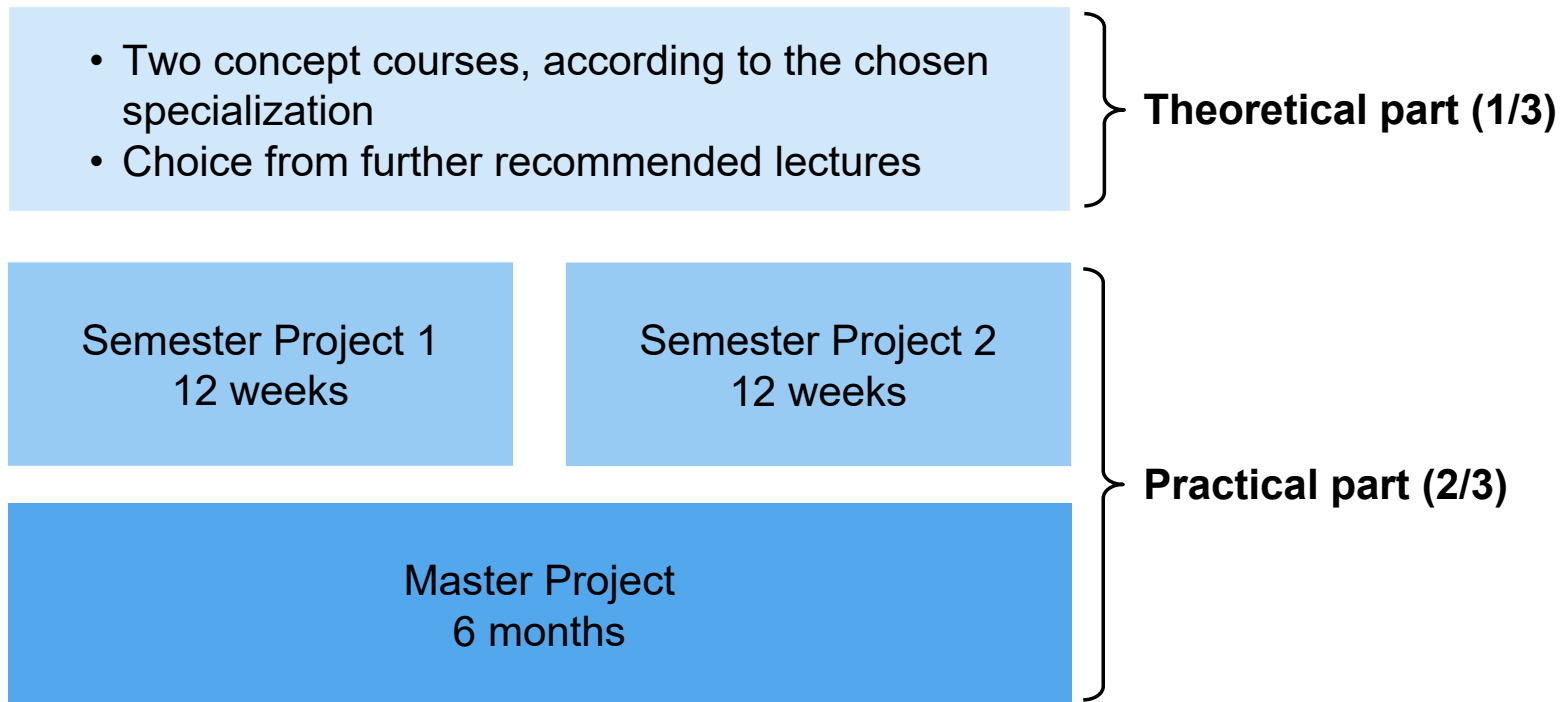 • Two concept courses, according to the chosen
specialization
• Choice from further recommended lectures
Theoretical part (1/3)
Semester Project 1
12 weeks
Semester Project 2
12 weeks
Practical part (2/3)
Master Project
6 months